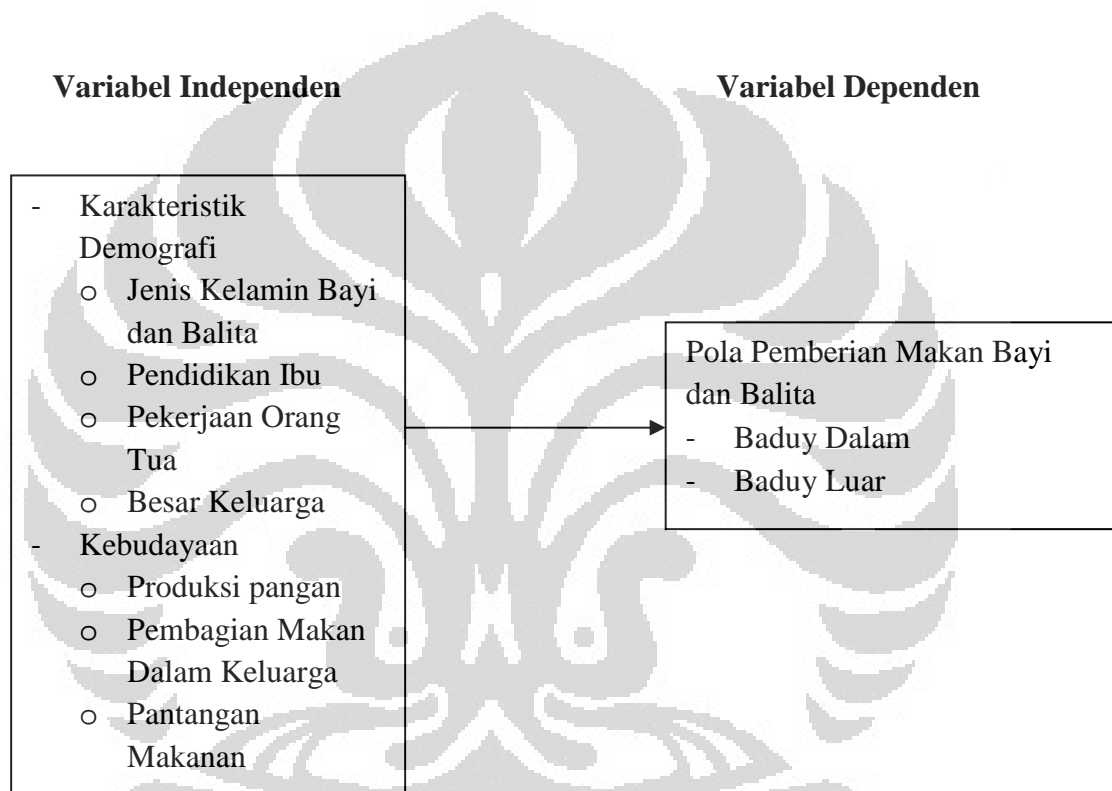 Variabel Independen
Variabel Dependen
- Karakteristik
Demografi
o Jenis Kelamin Bayi
dan Balita
o Pendidikan Ibu
o Pekerjaan Orang
Tua
o Besar Keluarga
- Kebudayaan
o Produksi pangan
o Pembagian Makan
Dalam Keluarga
o Pantangan
Makanan
Pola Pemberian Makan Bayi
dan Balita
- Baduy Dalam
- Baduy Luar